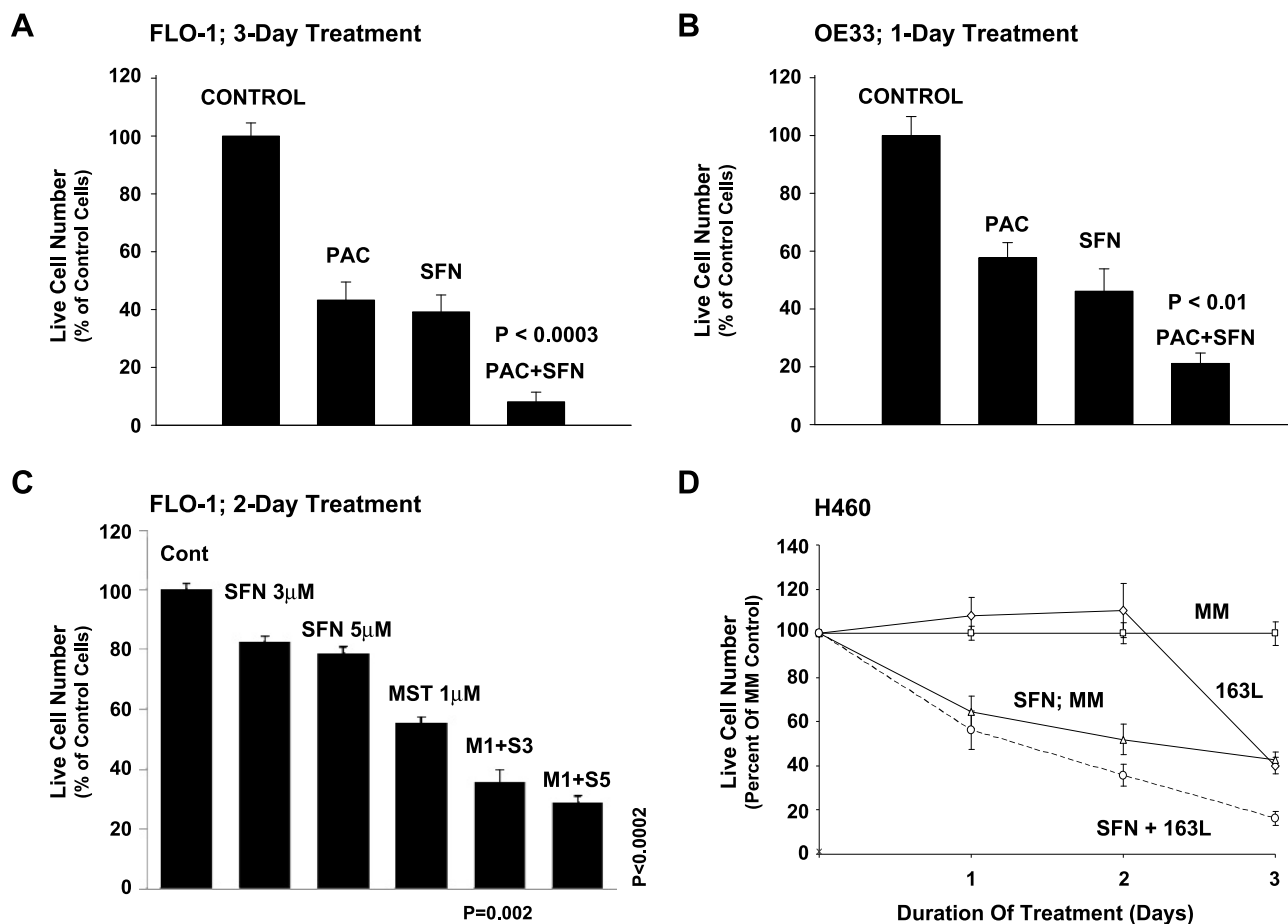 A
FLO-1; 3-Day Treatment
Live Cell Number
(% of Control Cells)
120
100
80
60
40
20
0
CONTROL
PAC
SFN
P < 0.0003
PAC+SFN
B
OE33; 1-Day Treatment
Live Cell Number
(% of Control Cells)
120
100
80
60
40
20
0
CONTROL
PAC
SFN
P < 0.01
PAC+SFN
C
FLO-1; 2-Day Treatment
Live Cell Number
(% of Control Cells)
120
100
80
60
40
20
0
Cont
SFN 3μM
SFN 5μM
MST 1μM
M1+S3
M1+S5
P=0.002
P<0.0002
D
H460
Live Cell Number
(Percent Of MM Control)
140
120
100
80
60
40
20
0
MM
163L
SFN; MM
SFN + 163L
1
2
3
Duration Of Treatment (Days)